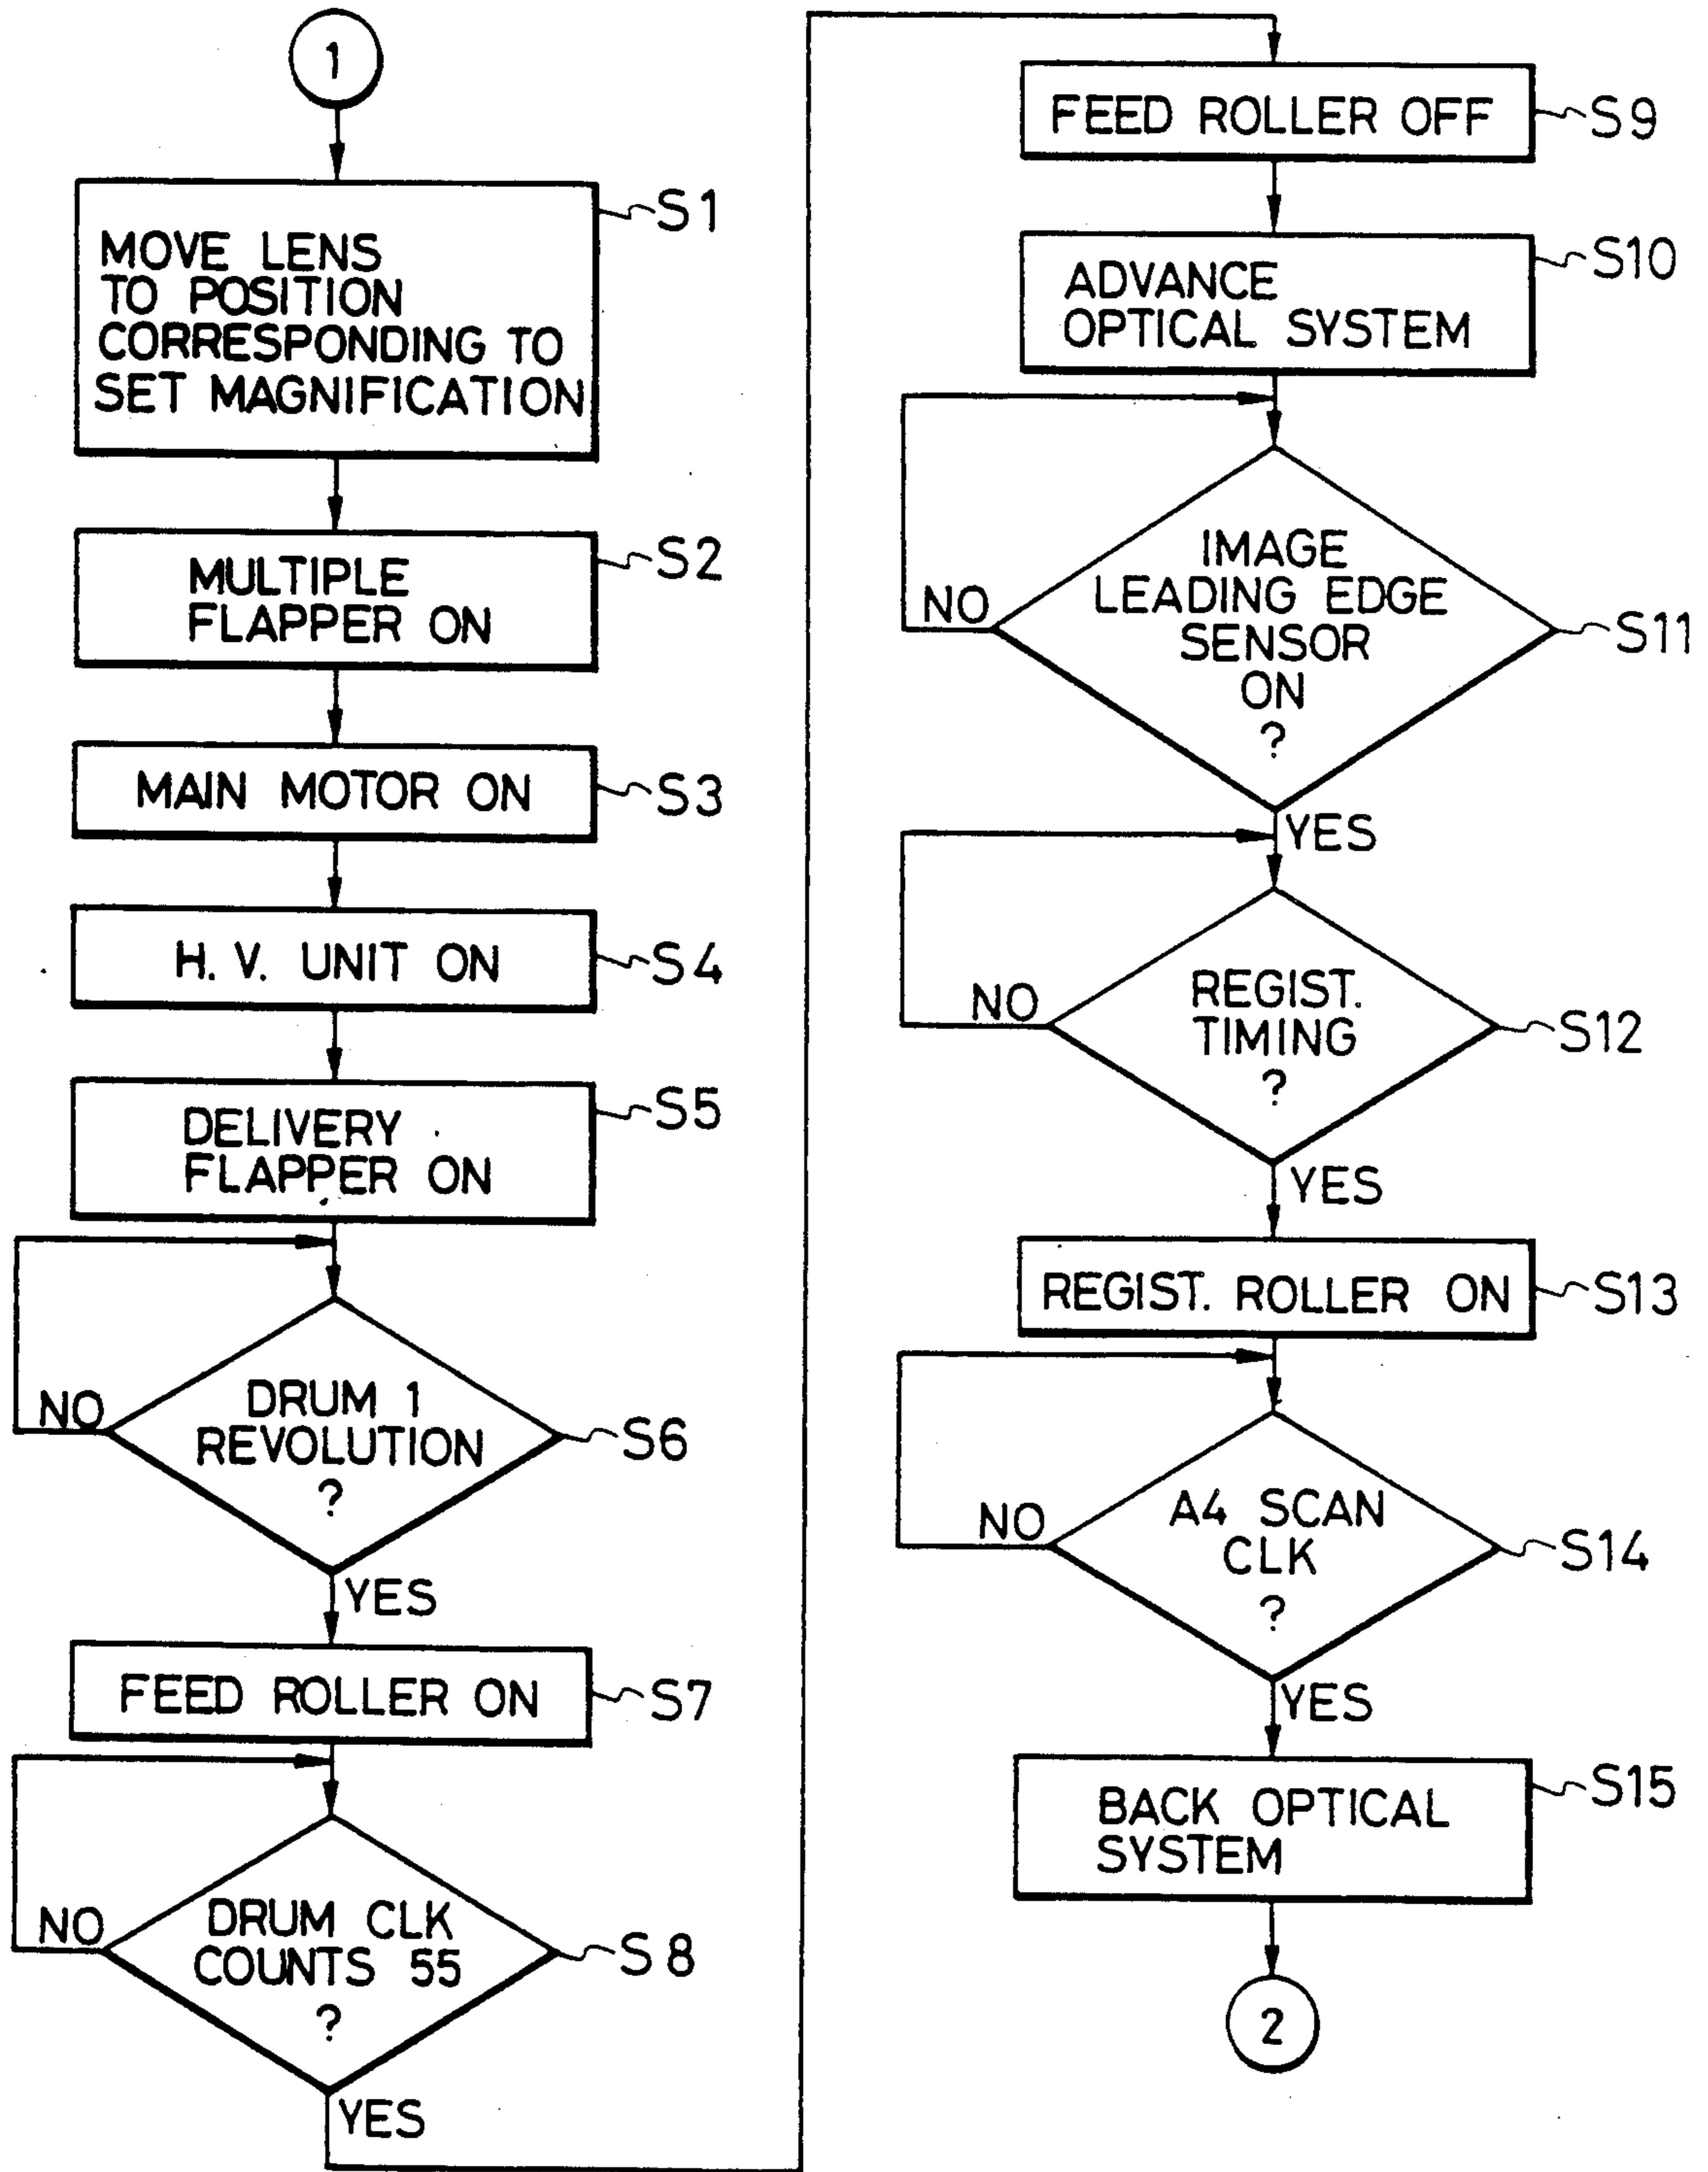 1
MOVE LENS
TO POSITION
CORRESPONDING TO
SET MAGNIFICATION
S1
MULTIPLE
FLAPPER ON
S2
MAIN MOTOR ON
S3
H. V. UNIT ON
S4
DELIVERY
FLAPPER ON
S5
DRUM 1
REVOLUTION
?
S6
NO
YES
FEED ROLLER ON
S7
DRUM CLK
COUNTS 55
?
S8
NO
YES
FEED ROLLER OFF
S9
ADVANCE
OPTICAL SYSTEM
S10
IMAGE
LEADING EDGE
SENSOR
ON
?
S11
NO
YES
REGIST.
TIMING
?
S12
NO
YES
REGIST. ROLLER ON
S13
A4 SCAN
CLK
?
S14
NO
YES
BACK OPTICAL
SYSTEM
S15
2